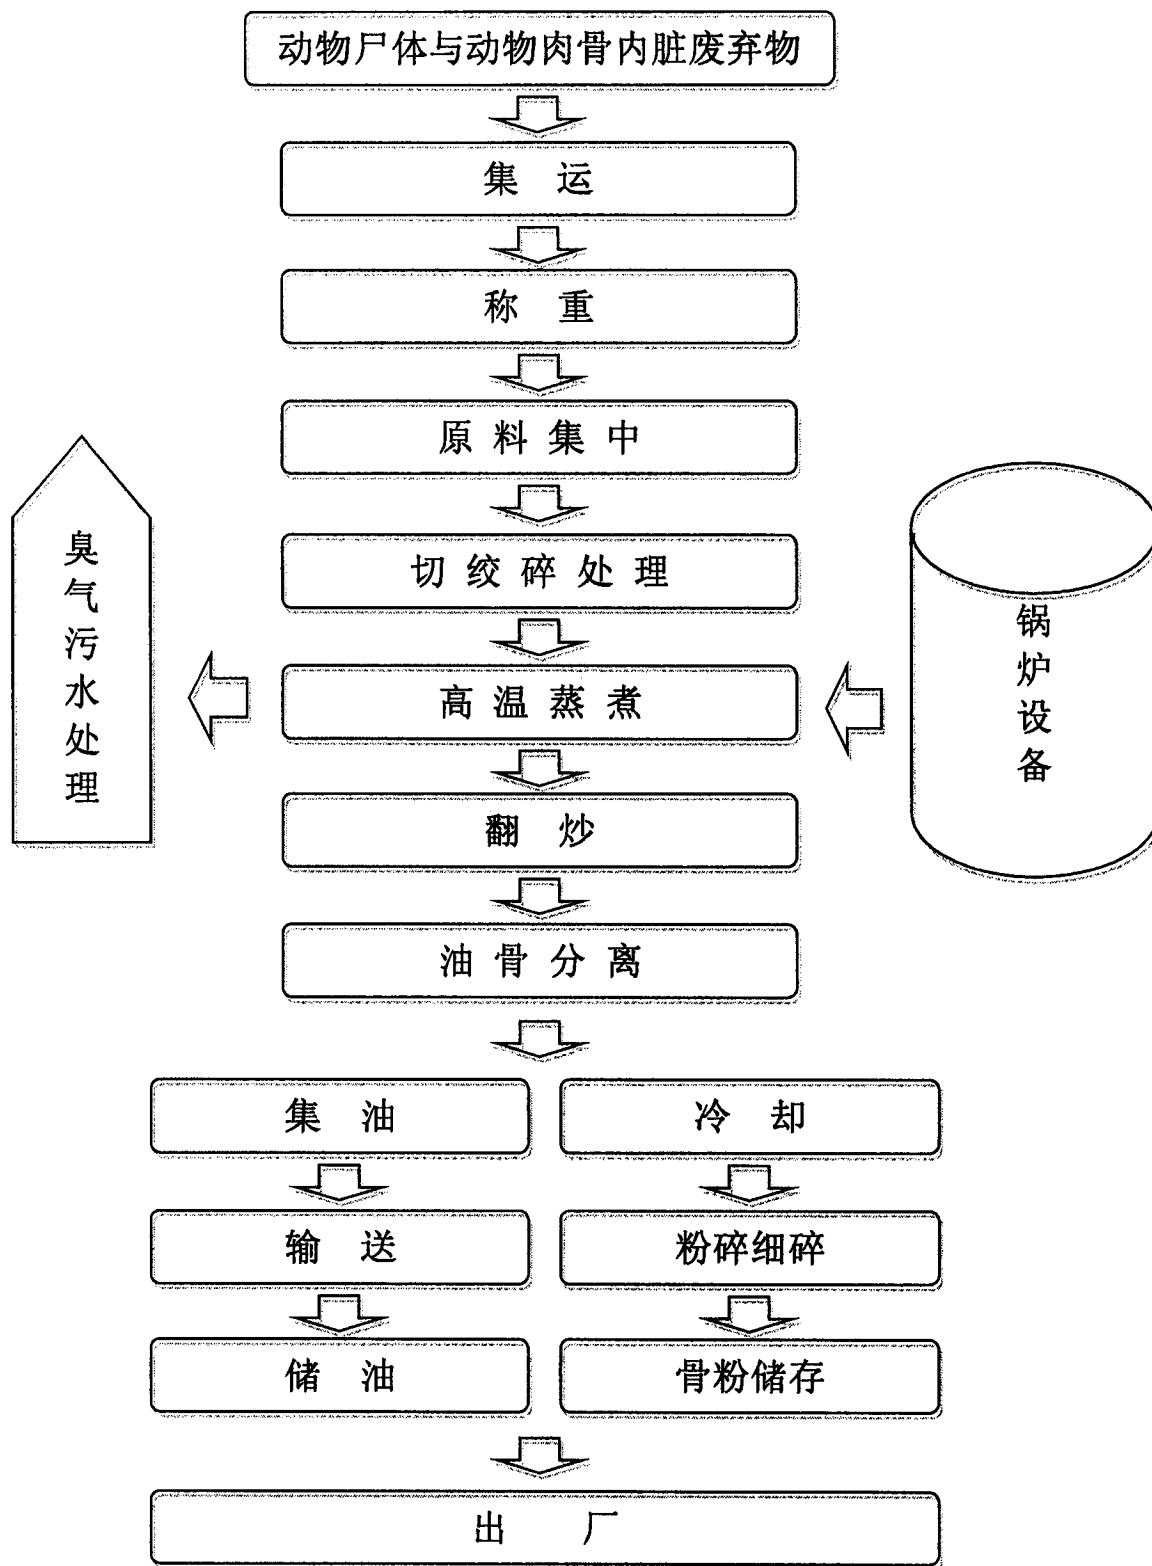 动物尸体与动物肉骨内脏废弃物
集 运
称 重
原 料 集 中
切 绞 碎 处 理
臭气污水处理
高 温 蒸 煮
锅炉设备
翻 炒
油 骨 分 离
集 油
冷 却
输 送
粉碎细碎
储 油
骨粉储存
出 厂